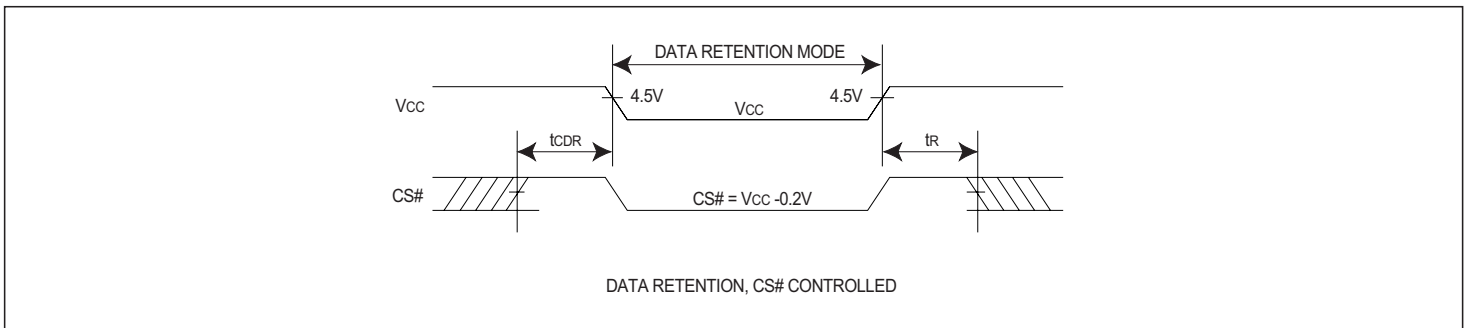 DATA RETENTION MODE
Vcc
4.5V
Vcc
4.5V
tCDR
tR
CS#
CS# = Vcc -0.2V
DATA RETENTION, CS# CONTROLLED